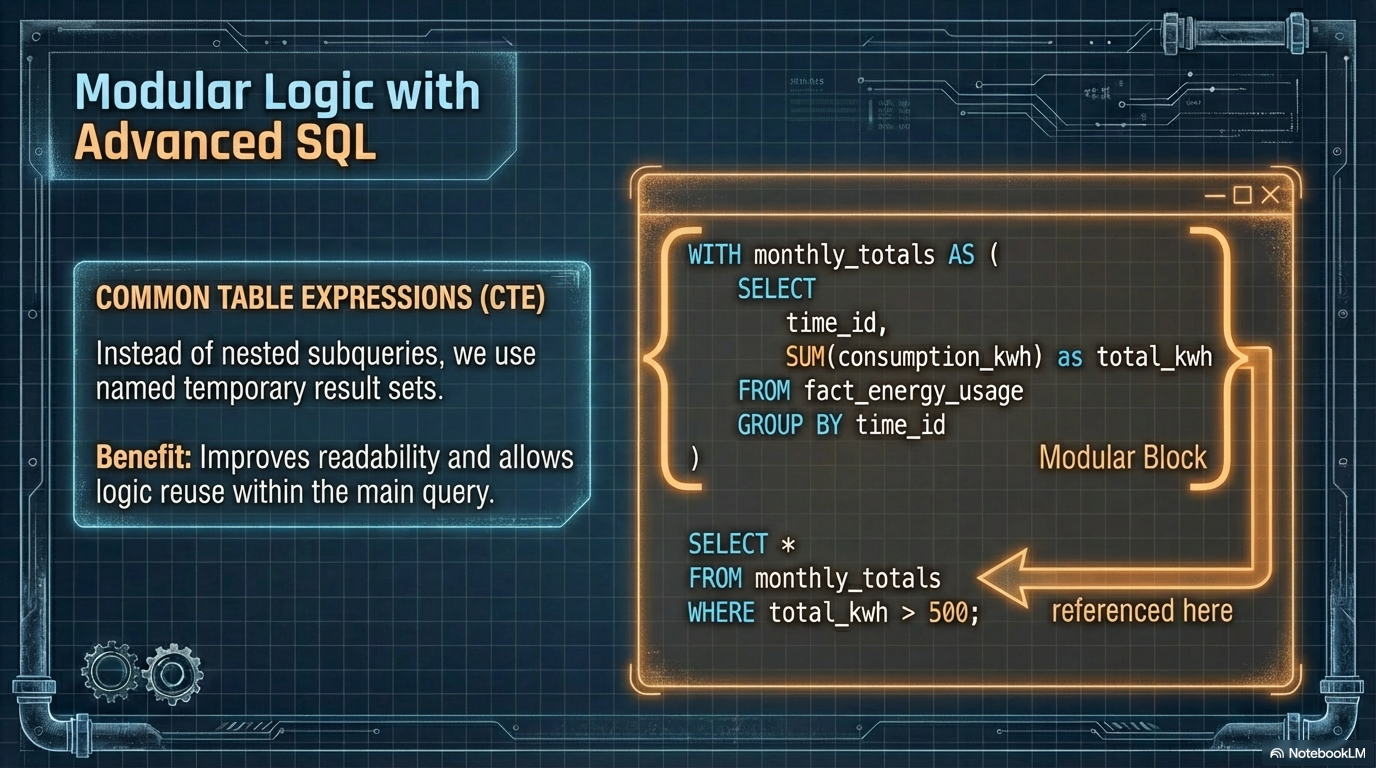 Modular Logic with
Advanced SQL
COMMON TABLE EXPRESSIONS (CTE)
Instead of nested subqueries, we use
named temporary result sets.
Benefit: Improves readability and allows
logic reuse within the main query.
WITH monthly_totals AS (
SELECT
time_id,
SUM(consumption_kwh) as total_kwh
FROM fact_energy_usage
GROUP BY time_id
)
Modular Block
SELECT *
FROM monthly_totals
WHERE total_kwh > 500;
referenced here
NotebookLM